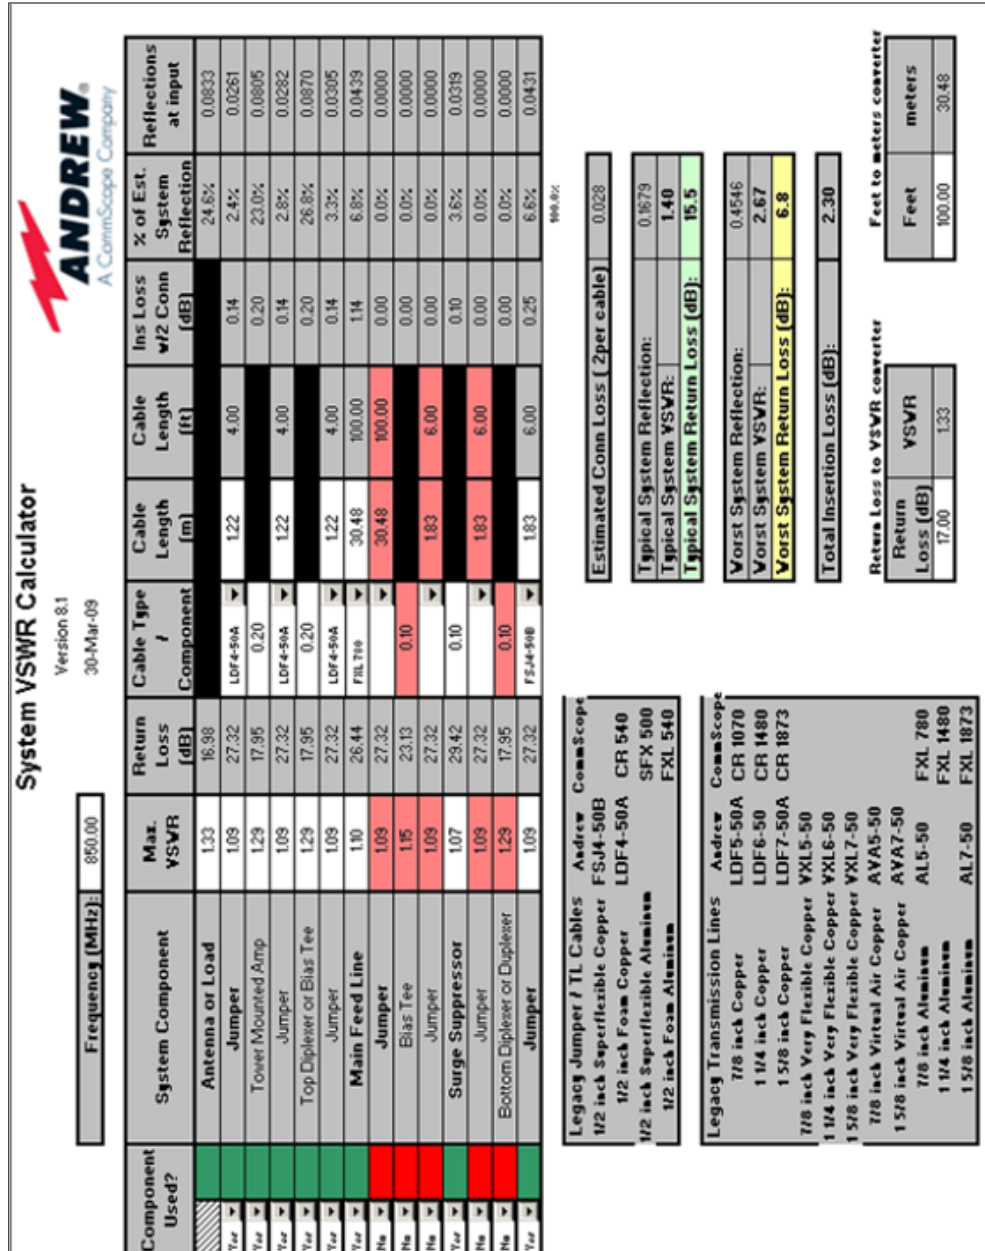 ANDREW®
A CommScope Company
System VSWR Calculator
Version 8.1
30-Mar-09
Frequency (MHz): 850.00
Component Used? System Component Max. VSWR Return Loss (dB) Cable Type / Component Cable Length (m) Cable Length (ft) Ins Loss w/2 Conn (dB) % of Est. System Reflection Reflections at input
Antenna or Load 1.33 16.98 24.6% 0.0833
Yes Jumper 1.09 27.32 LDF4-50A 1.22 4.00 0.14 2.4% 0.0261
Yes Tower Mounted Amp 1.29 17.95 0.20 0.20 23.0% 0.0805
Yes Jumper 1.09 27.32 LDF4-50A 1.22 4.00 0.14 2.8% 0.0282
Yes Top Diplexer or Bias Tee 1.29 17.95 0.20 0.20 26.8% 0.0870
Yes Jumper 1.09 27.32 LDF4-50A 1.22 4.00 0.14 3.3% 0.0305
Yes Main Feed Line 1.10 26.44 FXL 780 30.48 100.00 1.14 6.8% 0.0439
No Jumper 1.09 27.32 30.48 100.00 0.00 0.0% 0.0000
No Bias Tee 1.15 23.13 0.10 0.00 0.0% 0.0000
No Jumper 1.09 27.32 1.83 6.00 0.00 0.0% 0.0000
Yes Surge Suppressor 1.07 29.42 0.10 0.10 3.6% 0.0319
No Jumper 1.09 27.32 1.83 6.00 0.00 0.0% 0.0000
No Bottom Diplexer or Duplexer 1.29 17.95 0.10 0.00 0.0% 0.0000
Yes Jumper 1.09 27.32 FSJ4-50B 1.83 6.00 0.25 6.6% 0.0431
100.0%
Legacy Jumper / TL Cables Andrew CommScope
1/2 inch Superflexible Copper FSJ4-50B CR 540
1/2 inch Foam Copper LDF4-50A
1/2 inch Superflexible Aluminum SFX 500
1/2 inch Foam Aluminum FXL 540
Legacy Transmission Lines Andrew CommScope
7/8 inch Copper LDF5-50A CR 1070
1 1/4 inch Copper LDF6-50 CR 1480
1 5/8 inch Copper LDF7-50A CR 1873
7/8 inch Very Flexible Copper VXL5-50
1 1/4 inch Very Flexible Copper VXL6-50
1 5/8 inch Very Flexible Copper VXL7-50
7/8 inch Virtual Air Copper AVA5-50
1 5/8 inch Virtual Air Copper AVA7-50
7/8 inch Aluminum AL5-50 FXL 780
1 1/4 inch Aluminum FXL 1480
1 5/8 inch Aluminum AL7-50 FXL 1873
Estimated Conn Loss ( 2per cable) 0.028
Typical System Reflection: 0.1679
Typical System VSWR: 1.40
Typical System Return Loss (dB): 15.5
Worst System Reflection: 0.4546
Worst System VSWR: 2.67
Worst System Return Loss (dB): 6.8
Total Insertion Loss (dB): 2.30
Return Loss to VSWR converter
Return Loss (dB) VSWR
17.00 1.33
Feet to meters converter
Feet meters
100.00 30.48